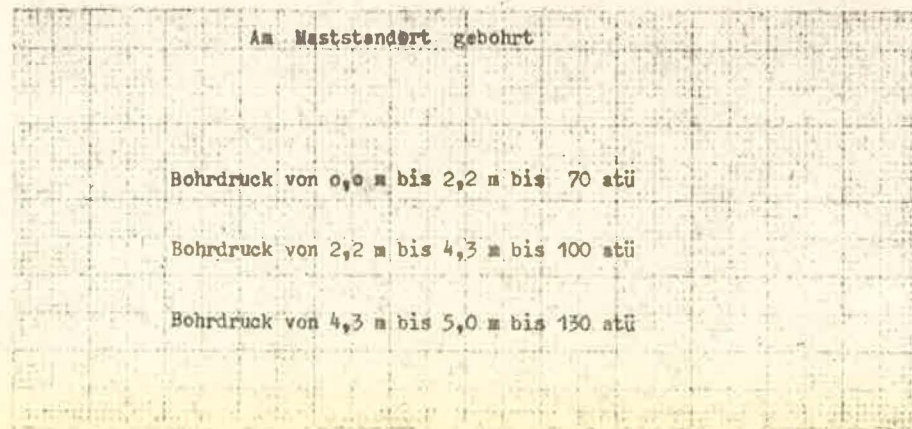 Am Maststandort gebohrt
Bohrdruck von o,o m bis 2,2 m bis 70 atü
Bohrdruck von 2,2 m bis 4,3 m bis 100 atü
Bohrdruck von 4,3 m bis 5,0 m bis 130 atü